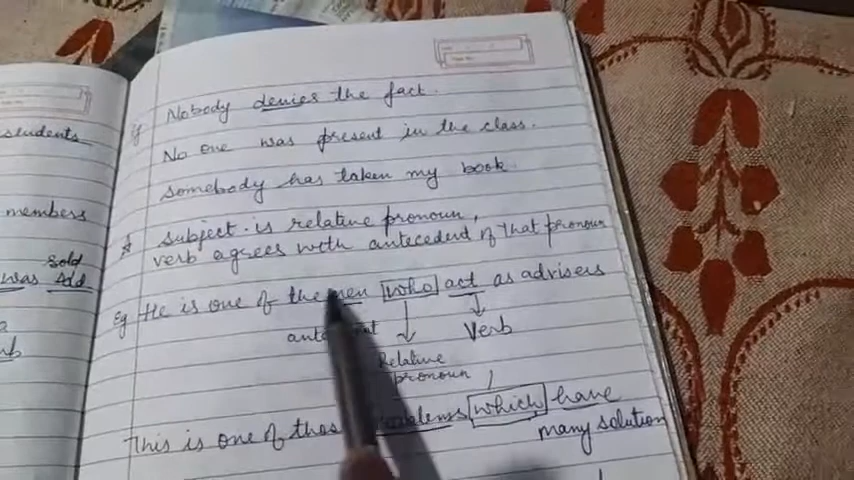 students
members
sold
was Add
if
Nobody denies the fact.
No one was present in the class.
Somebody has taken my book
* Subject is relative pronoun,
verb agrees with antecedent of that pronoun
Eg He is one of the men who act as advisers
Verb
Relative
pronoun
This is one of problems which have
many solution